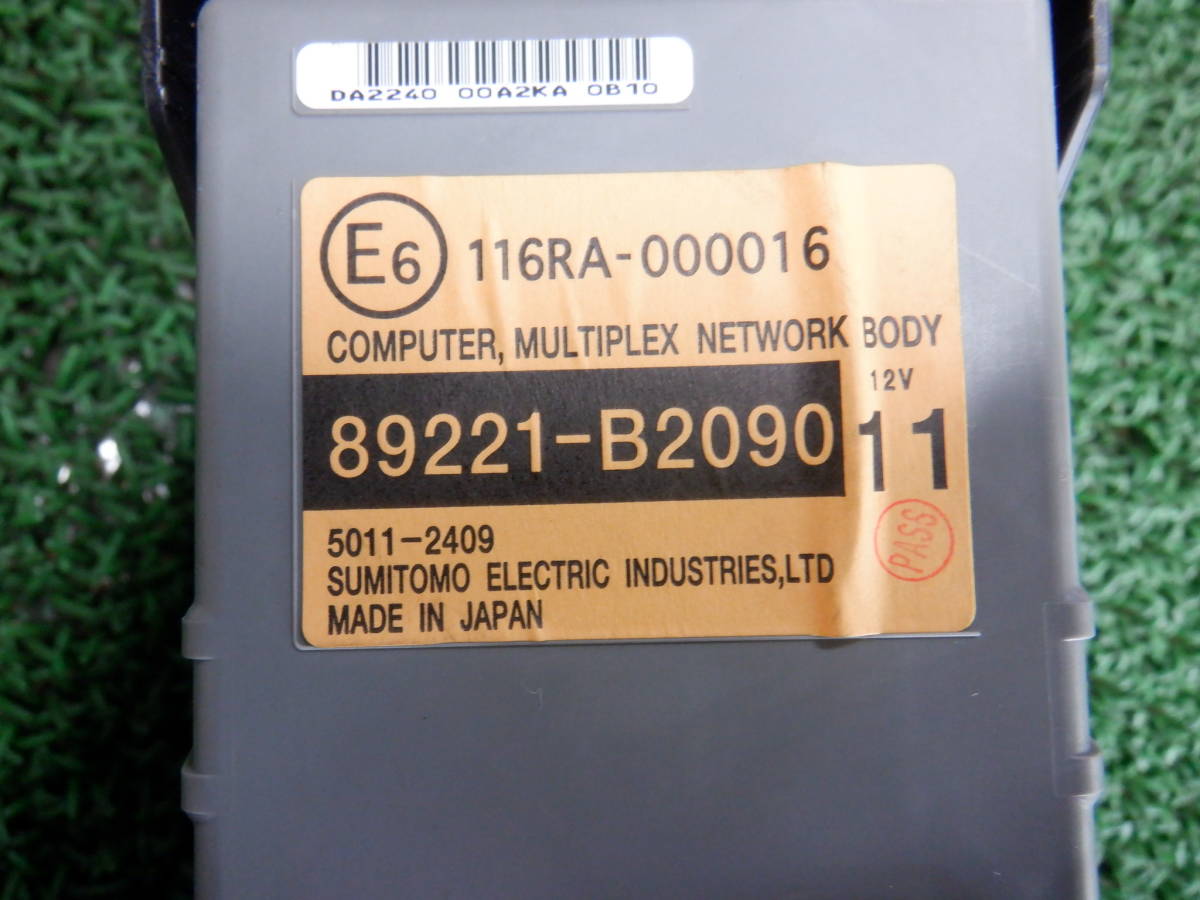 DA2240 00A2KA 0B10
E6 116RA-000016
COMPUTER, MULTIPLEX NETWORK BODY
12V
89221-B2090 11
5011-2409
PASS
SUMITOMO ELECTRIC INDUSTRIES,LTD
MADE IN JAPAN